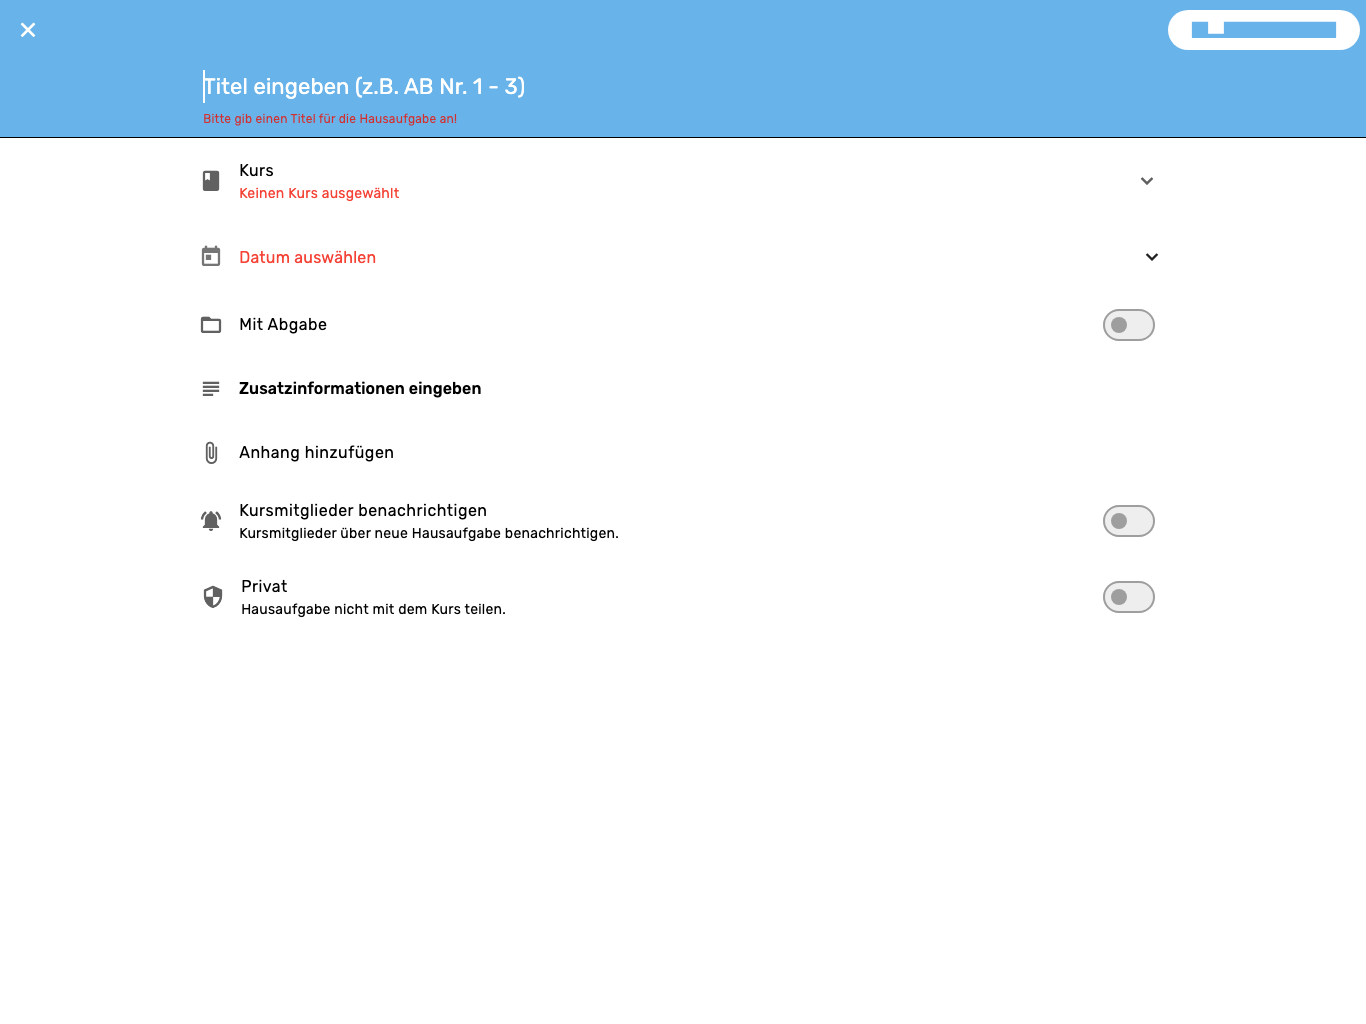 Titel eingeben (z.B. AB Nr. 1 - 3)
Bitte gib einen Titel für die Hausaufgabe an!
Kurs
Keinen Kurs ausgewählt
Datum auswählen
Mit Abgabe
Zusatzinformationen eingeben
Anhang hinzufügen
Kursmitglieder benachrichtigen
Kursmitglieder über neue Hausaufgabe benachrichtigen.
Privat
Hausaufgabe nicht mit dem Kurs teilen.